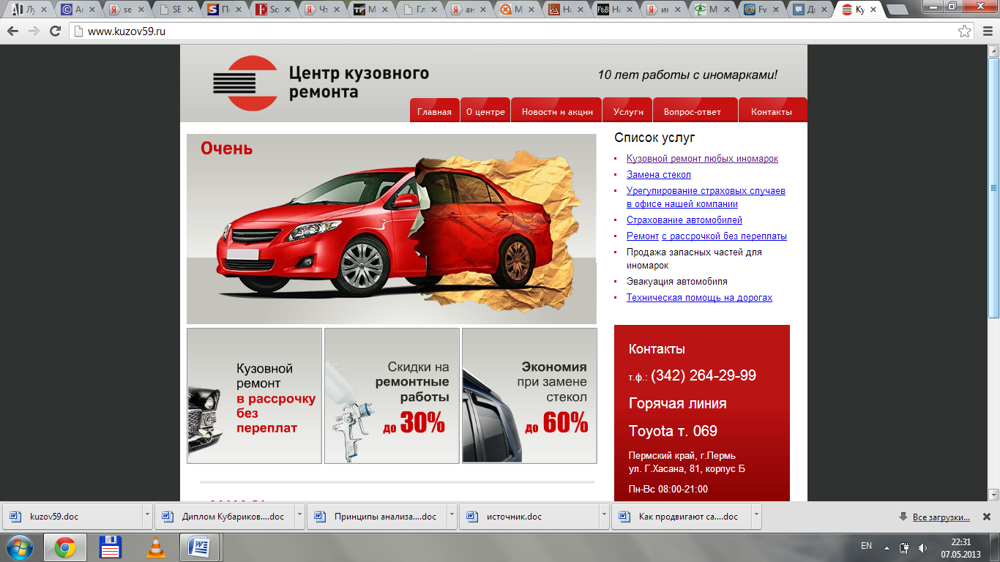 Лу
se
SE
По
So
Чт
М
Гл
ан
М
На
F&B На
ин
М
Fw
Ди
Ку
www.kuzov59.ru
Центр кузовного
ремонта
10 лет работы с иномарками!
Главная
О центре
Новости и акции
Услуги
Вопрос-ответ
Контакты
Очень
Список услуг
Кузовной ремонт любых иномарок
Замена стекол
Урегулирование страховых случаев
в офисе нашей компании
Страхование автомобилей
Ремонт с рассрочкой без переплаты
Продажа запасных частей для
иномарок
Эвакуация автомобиля
Техническая помощь на дорогах
Кузовной
ремонт
в рассрочку
без
переплат
Скидки на
ремонтные
работы
до 30%
Экономия
при замене
стекол
до 60%
Контакты
т.ф.: (342) 264-29-99
Горячая линия
Toyota т. 069
Пермский край, г.Пермь
ул. Г.Хасана, 81, корпус Б
Пн-Вс 08:00-21:00
kuzov59.doc
Диплом Кубариков....doc
Принципы анализа....doc
источник.doc
Как продвигают са....doc
Все загрузки...
EN
22:31
07.05.2013